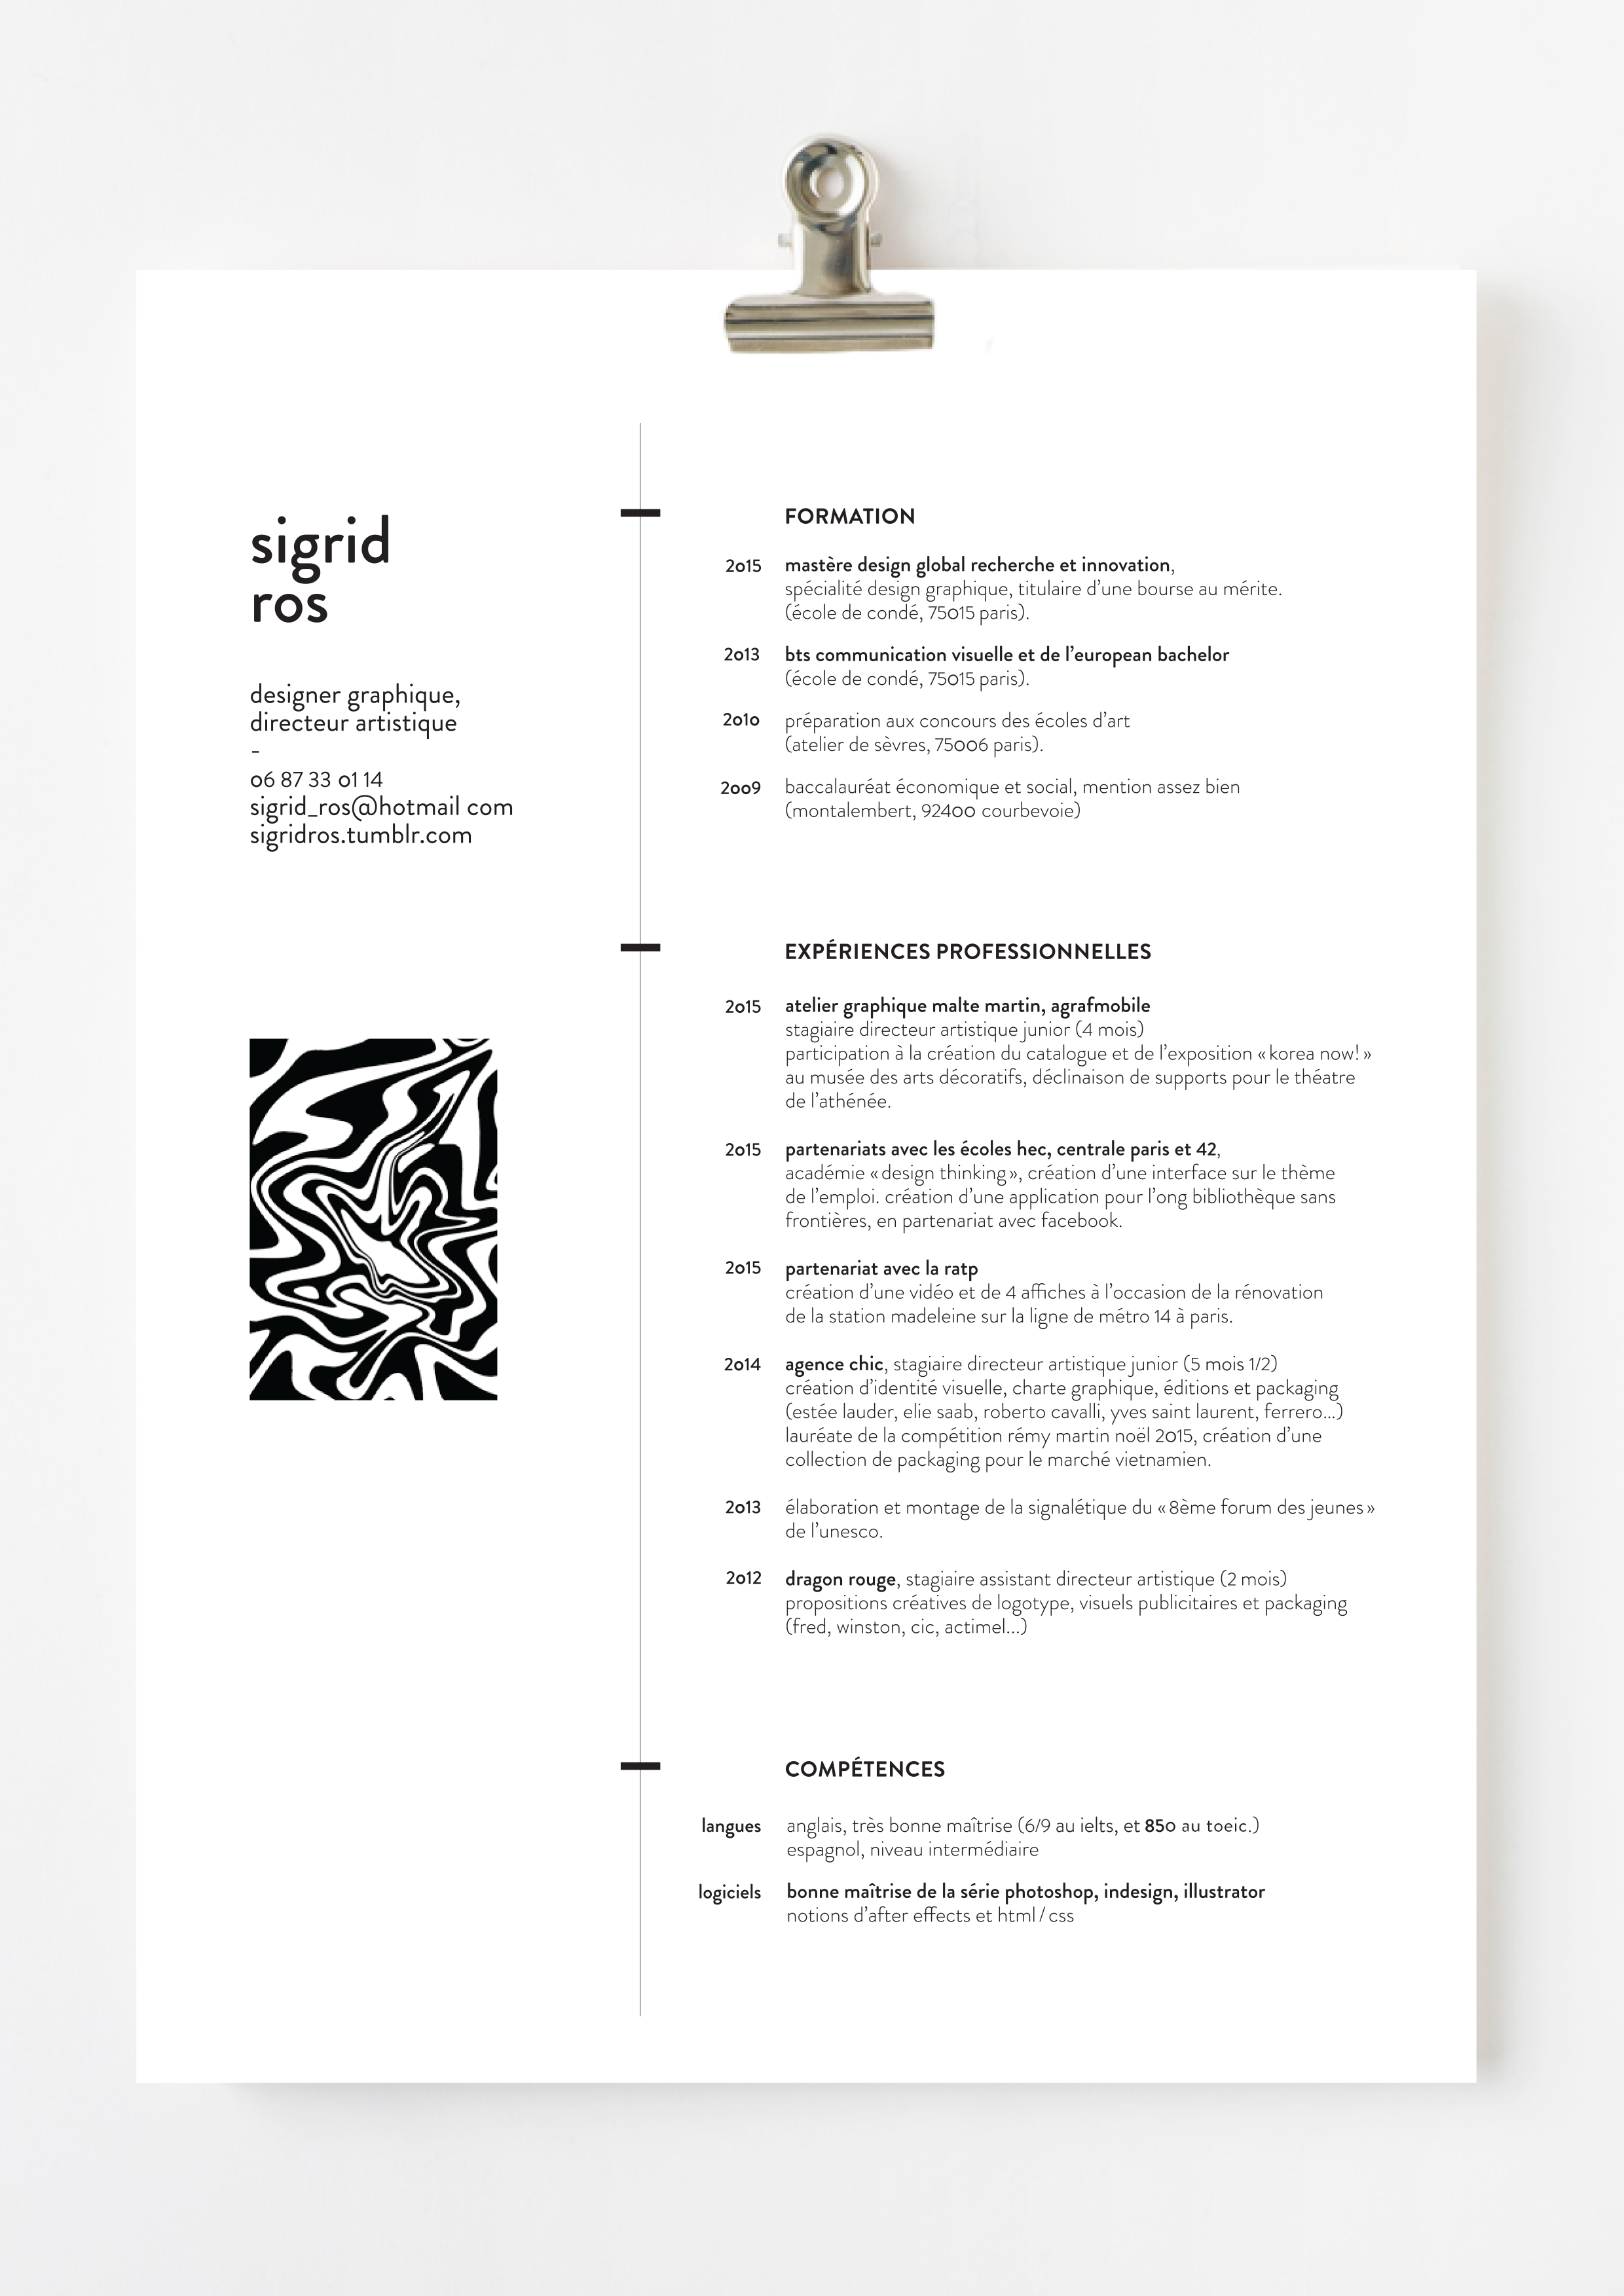 sigrid
ros
designer graphique,
directeur artistique
-
06 87 33 01 14
sigrid_ros@hotmail com
sigridros.tumblr.com
FORMATION
2015 mastère design global recherche et innovation,
spécialité design graphique, titulaire d’une bourse au mérite.
(école de condé, 75015 paris).
2013 bts communication visuelle et de l’european bachelor
(école de condé, 75015 paris).
2010 préparation aux concours des écoles d’art
(atelier de sèvres, 75006 paris).
2009 baccalauréat économique et social, mention assez bien
(montalembert, 92400 courbevoie)
EXPÉRIENCES PROFESSIONNELLES
2015 atelier graphique malte martin, agrafmobile
stagiaire directeur artistique junior (4 mois)
participation à la création du catalogue et de l’exposition « korea now! »
au musée des arts décoratifs, déclinaison de supports pour le théatre
de l’athénée.
2015 partenariats avec les écoles hec, centrale paris et 42,
académie « design thinking », création d’une interface sur le thème
de l’emploi. création d’une application pour l’ong bibliothèque sans
frontières, en partenariat avec facebook.
2015 partenariat avec la ratp
création d’une vidéo et de 4 affiches à l’occasion de la rénovation
de la station madeleine sur la ligne de métro 14 à paris.
2014 agence chic, stagiaire directeur artistique junior (5 mois 1/2)
création d’identité visuelle, charte graphique, éditions et packaging
(estée lauder, elie saab, roberto cavalli, yves saint laurent, ferrero...)
lauréate de la compétition rémy martin noël 2015, création d’une
collection de packaging pour le marché vietnamien.
2013 élaboration et montage de la signalétique du « 8ème forum des jeunes »
de l’unesco.
2012 dragon rouge, stagiaire assistant directeur artistique (2 mois)
propositions créatives de logotype, visuels publicitaires et packaging
(fred, winston, cic, actimel...)
COMPÉTENCES
langues anglais, très bonne maîtrise (6/9 au ielts, et 850 au toeic.)
espagnol, niveau intermédiaire
logiciels bonne maîtrise de la série photoshop, indesign, illustrator
notions d’after effects et html / css